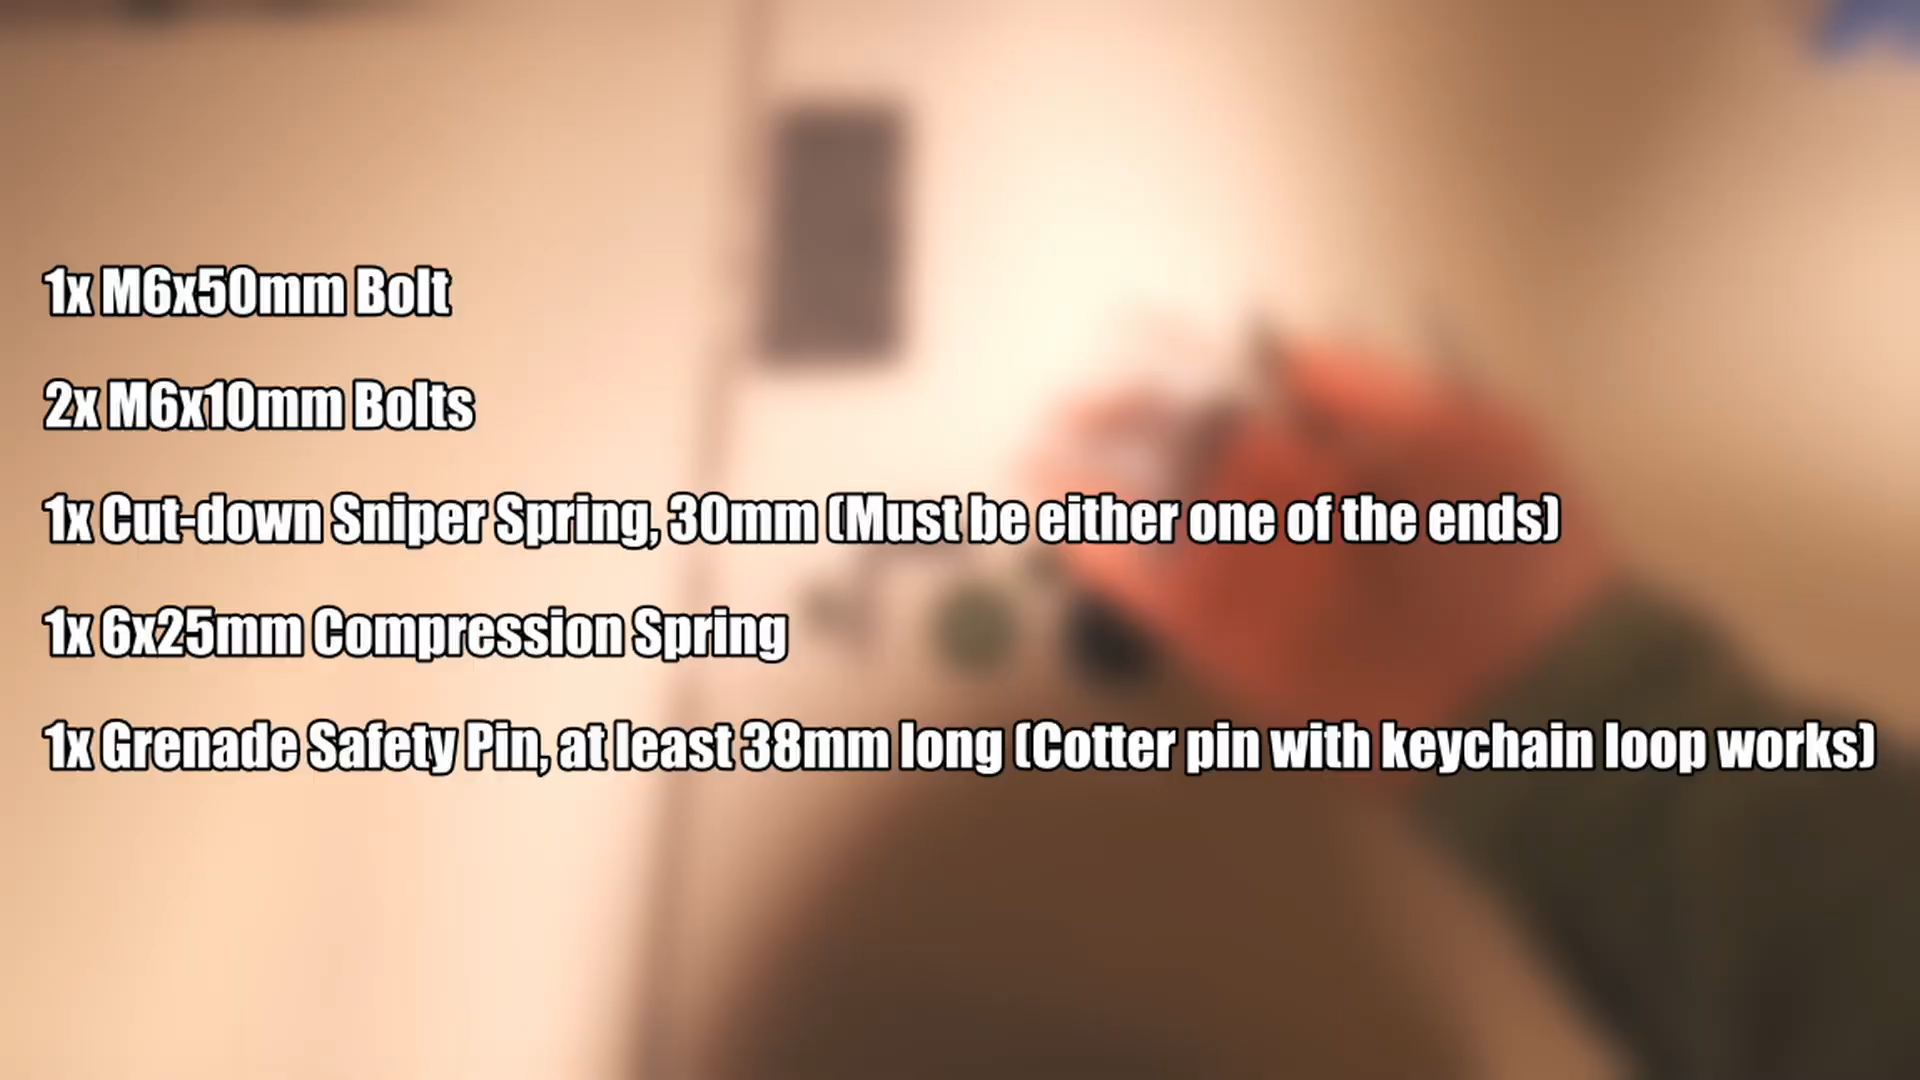 1x M6x50mm Bolt
2x M6x10mm Bolts
1x Cut-down Sniper Spring, 30mm (Must be either one of the ends)
1x 6x25mm Compression Spring
1x Grenade Safety Pin, at least 38mm long (Cotter pin with keychain loop works)